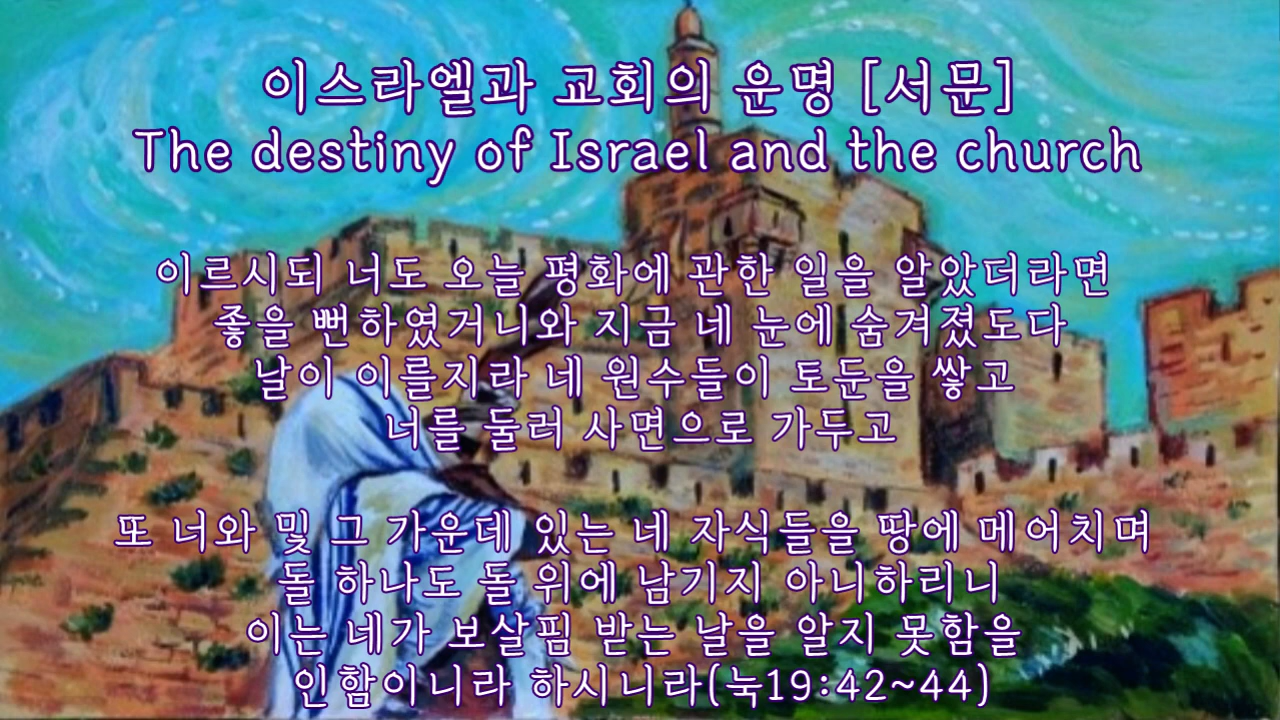 이스라엘과 교회의 운명 [서문]
The destiny of Israel and the church
이르시되 너도 오늘 평화에 관한 일을 알았더라면
좋을 뻔하였거니와 지금 네 눈에 숨겨졌도다
날이 이를지라 네 원수들이 토둔을 쌓고
너를 둘러 사면으로 가두고
또 너와 및 그 가운데 있는 네 자식들을 땅에 메어치며
돌 하나도 돌 위에 남기지 아니하리니
이는 네가 보살핌 받는 날을 알지 못함을
인함이니라 하시니라(눅19:42~44)